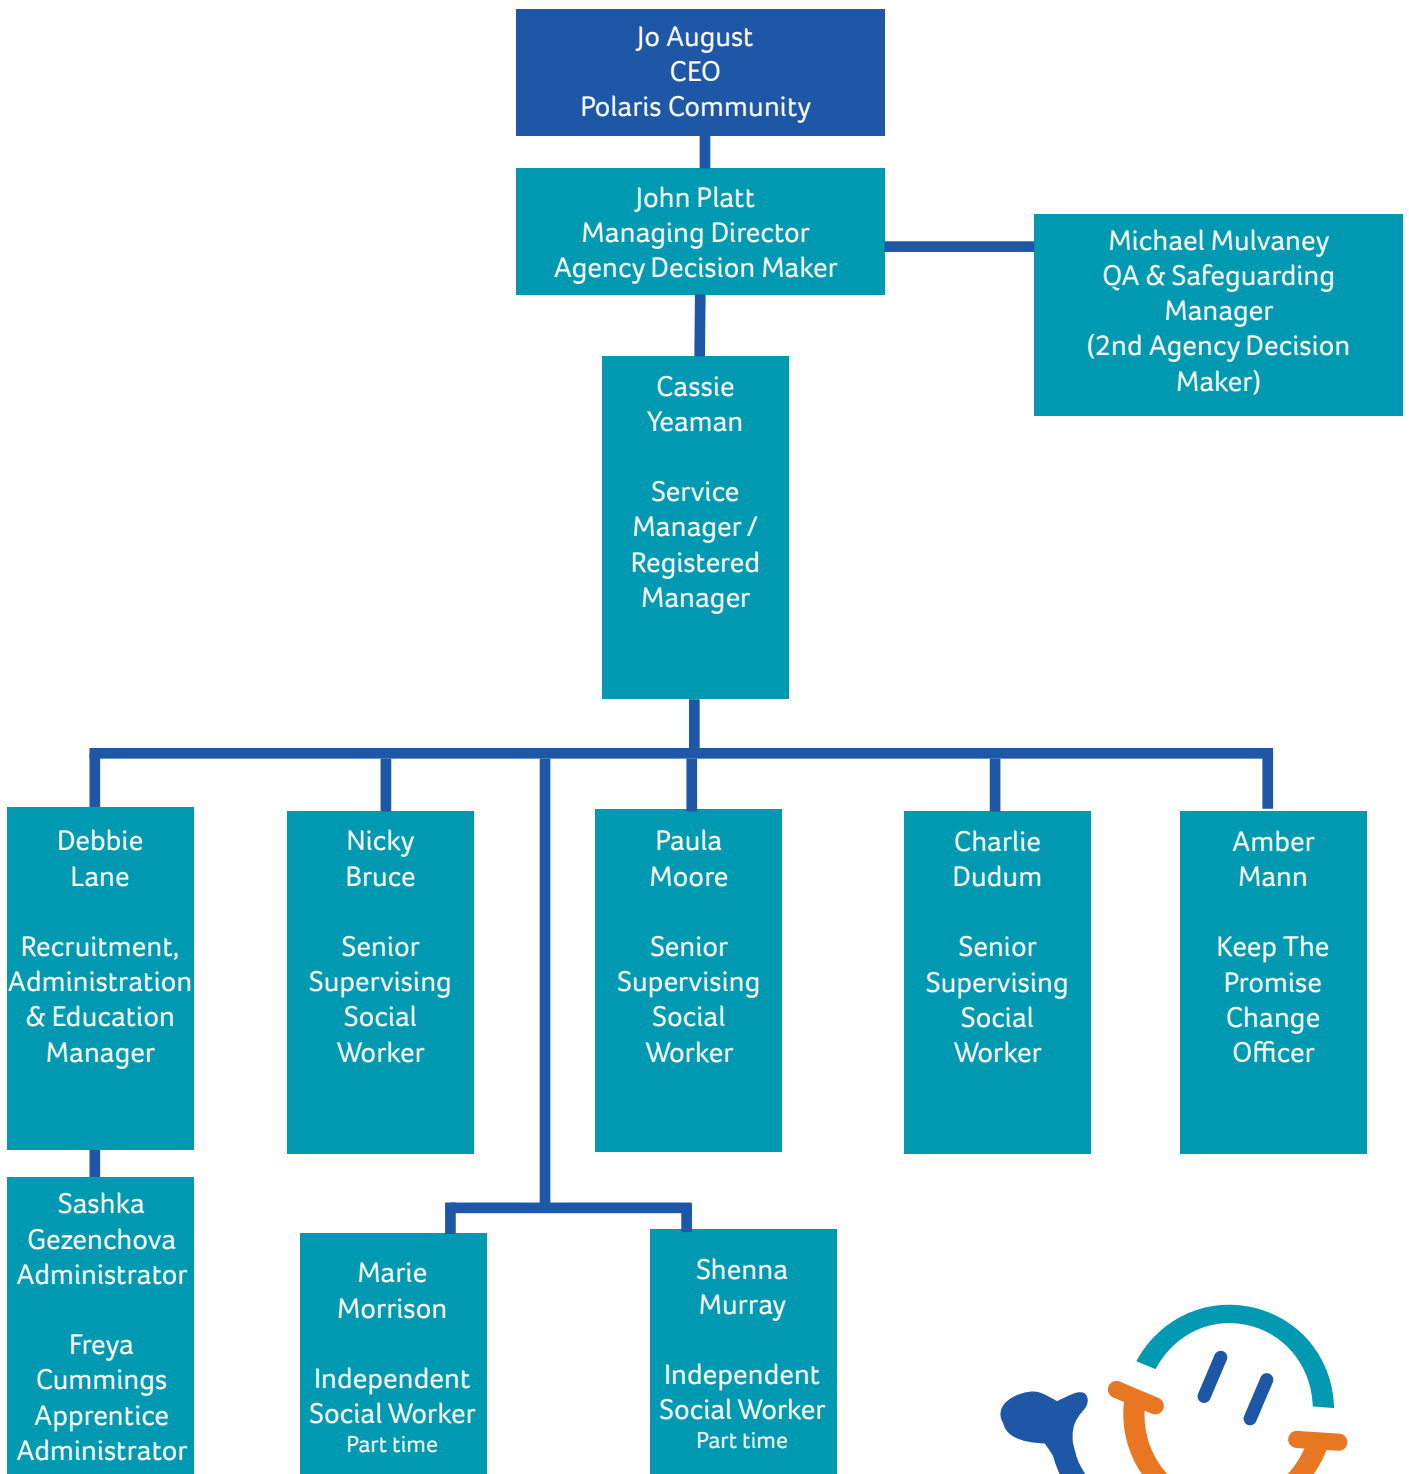 Jo August
CEO
Polaris Community
John Platt
Managing Director
Agency Decision Maker
Michael Mulvaney
QA & Safeguarding
Manager
(2nd Agency Decision
Maker)
Cassie
Yeaman
Service
Manager /
Registered
Manager
Debbie
Lane
Recruitment,
Administration
& Education
Manager
Nicky
Bruce
Senior
Supervising
Social
Worker
Paula
Moore
Senior
Supervising
Social
Worker
Charlie
Dudum
Senior
Supervising
Social
Worker
Amber
Mann
Keep The
Promise
Change
Officer
Sashka
Gezenchova
Administrator
Freya
Cummings
Apprentice
Administrator
Marie
Morrison
Independent
Social Worker
Part time
Shenna
Murray
Independent
Social Worker
Part time